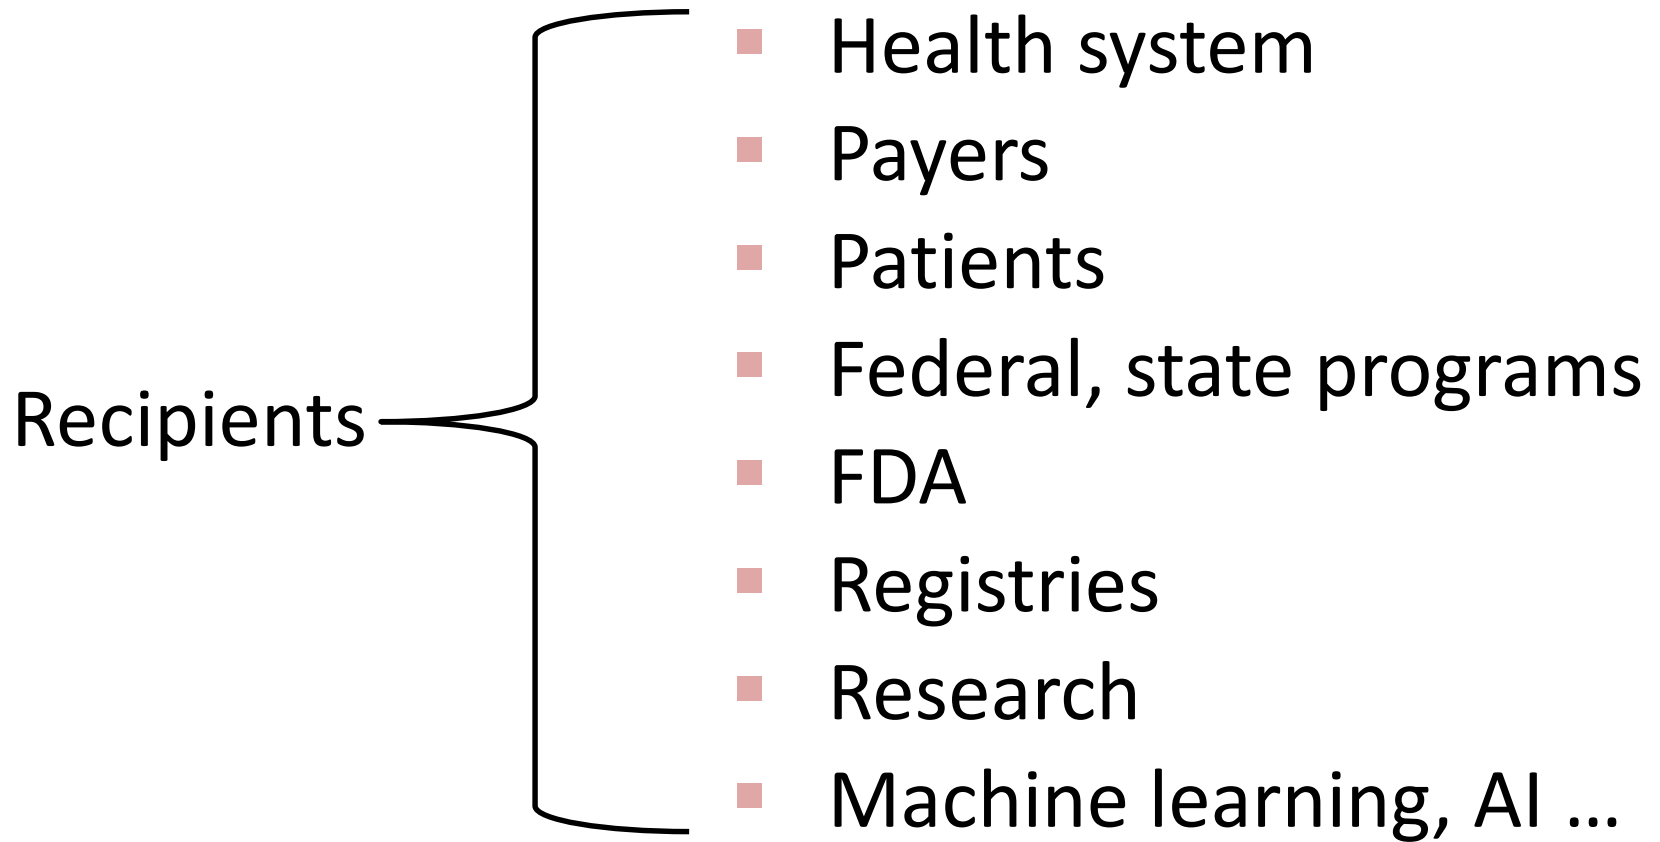 Recipients
Health system
Payers
Patients
Federal, state programs
FDA
Registries
Research
Machine learning, AI …